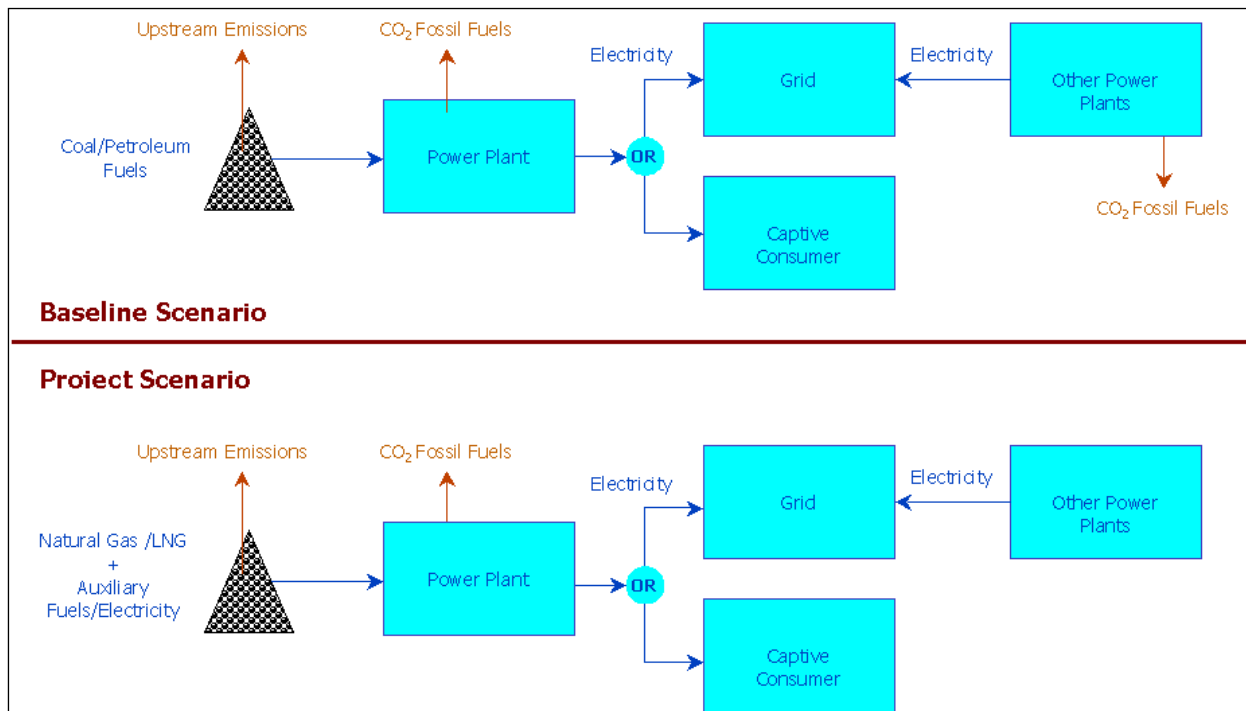 Upstream Emissions
CO₂ Fossil Fuels
Electricity
Grid
Electricity
Other Power
Plants
Coal/Petroleum
Fuels
Power Plant
OR
Captive
Consumer
CO₂ Fossil Fuels
Baseline Scenario
Proiect Scenario
Upstream Emissions
CO₂ Fossil Fuels
Electricity
Grid
Electricity
Other Power
Plants
Natural Gas /LNG
+
Auxiliary
Fuels/Electricity
Power Plant
OR
Captive
Consumer